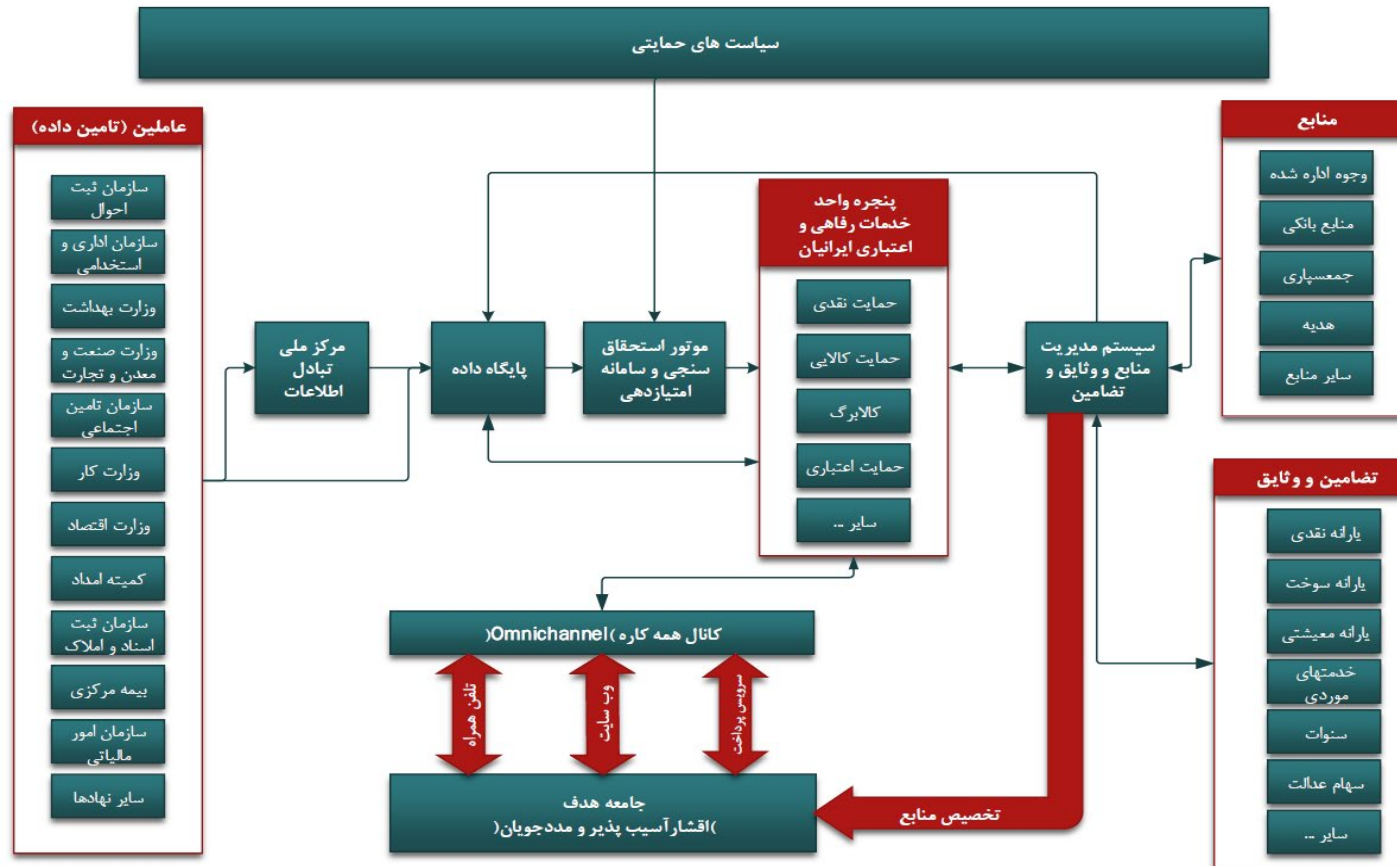 سیاست های حمایتی
عاملین (تامین داده)
سازمان ثبت
احوال
سازمان اداری و
استخدامی
وزارت بهداشت
وزارت صنعت و
معدن و تجارت
سازمان تامین
اجتماعی
وزارت کار
وزارت اقتصاد
کمیته امداد
سازمان ثبت
اسناد و املاک
بیمه مرکزی
سازمان امور
مالیاتی
سایر نهادها
مرکز ملی
تبادل
اطلاعات
پایگاه داده
موتور استحقاق
سنجی و سامانه
امتیازدهی
پنجره واحد
خدمات رفاهی و
اعتباری ایرانیان
حمایت نقدی
حمایت کالایی
کالابرگ
حمایت اعتباری
سایر ...
سیستم مدیریت
منابع و وثایق و
تضامین
منابع
وجوه اداره شده
منابع بانکی
جمعسپاری
هدیه
سایر منابع
تضامین و وثایق
یارانه نقدی
یارانه سوخت
یارانه معیشتی
خدمتهای
موردی
سنوات
سهام عدالت
سایر ...
کانال همه کاره )Omnichannel(
تلفن همراه
وب سایت
سرویس پرداخت
جامعه هدف
)اقشار آسیب پذیر و مددجویان(
تخصیص منابع